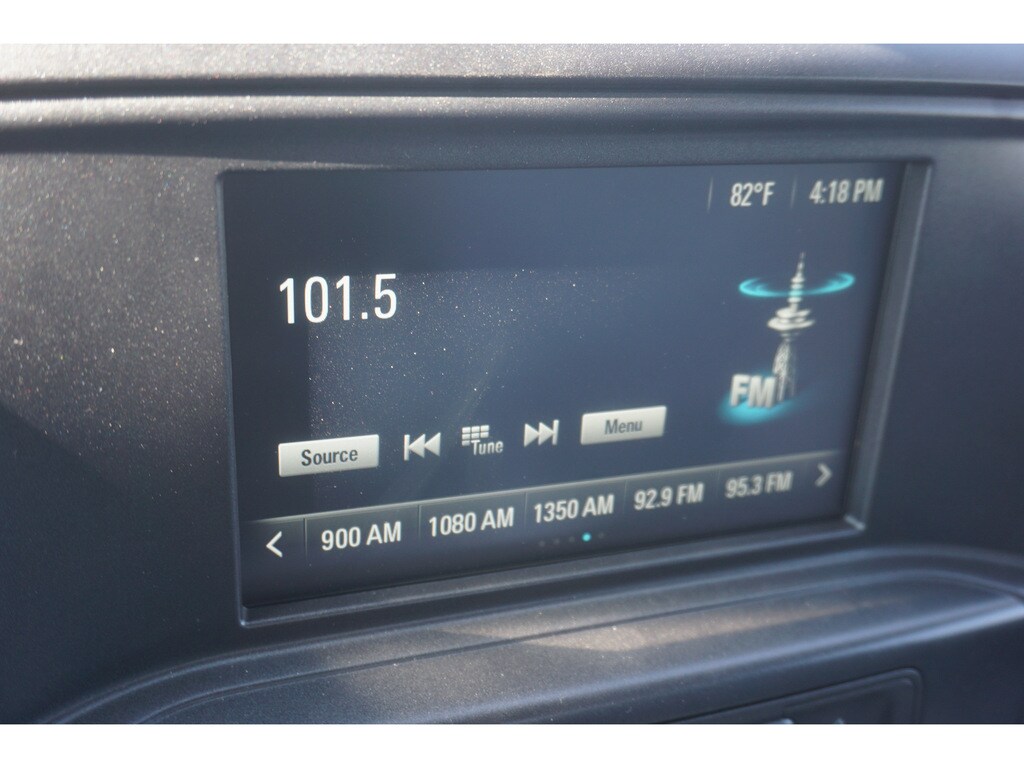 82°F 4:18 PM
101.5
FM
Source Tune Menu
900 AM 1080 AM 1350 AM 92.9 FM 95.3 FM